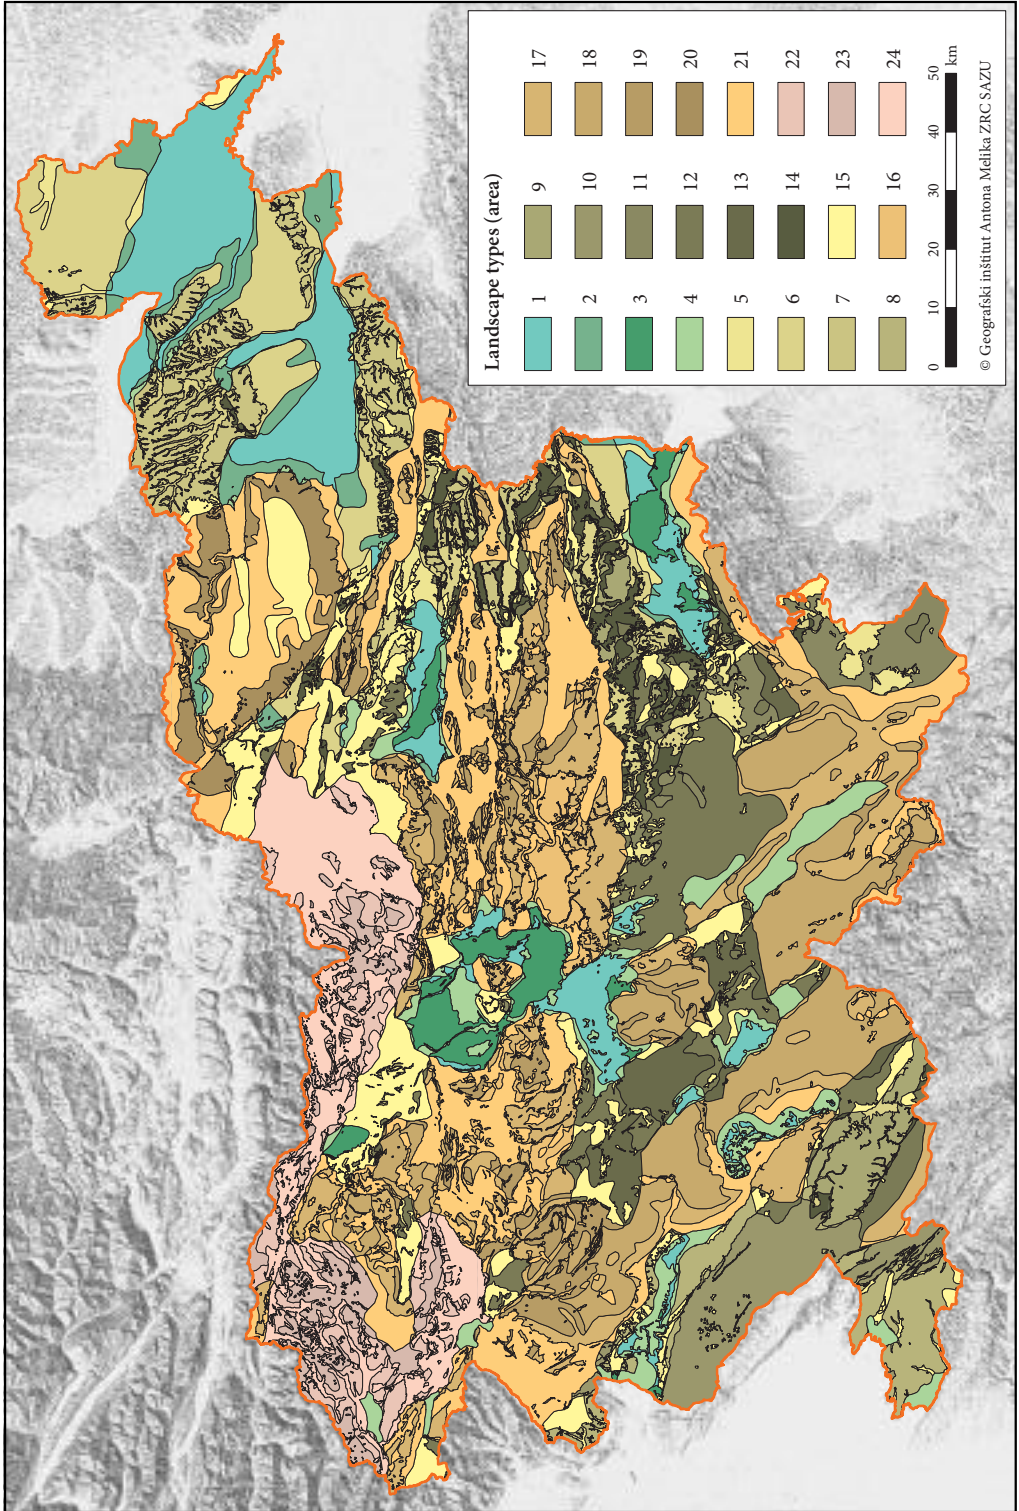 Landscape types (area)
1 9 17
2 10 18
3 11 19
4 12 20
5 13 21
6 14 22
7 15 23
8 16 24
0 10 20 30 40 50
km
© Geografski inštitut Antona Melika ZRC SAZU